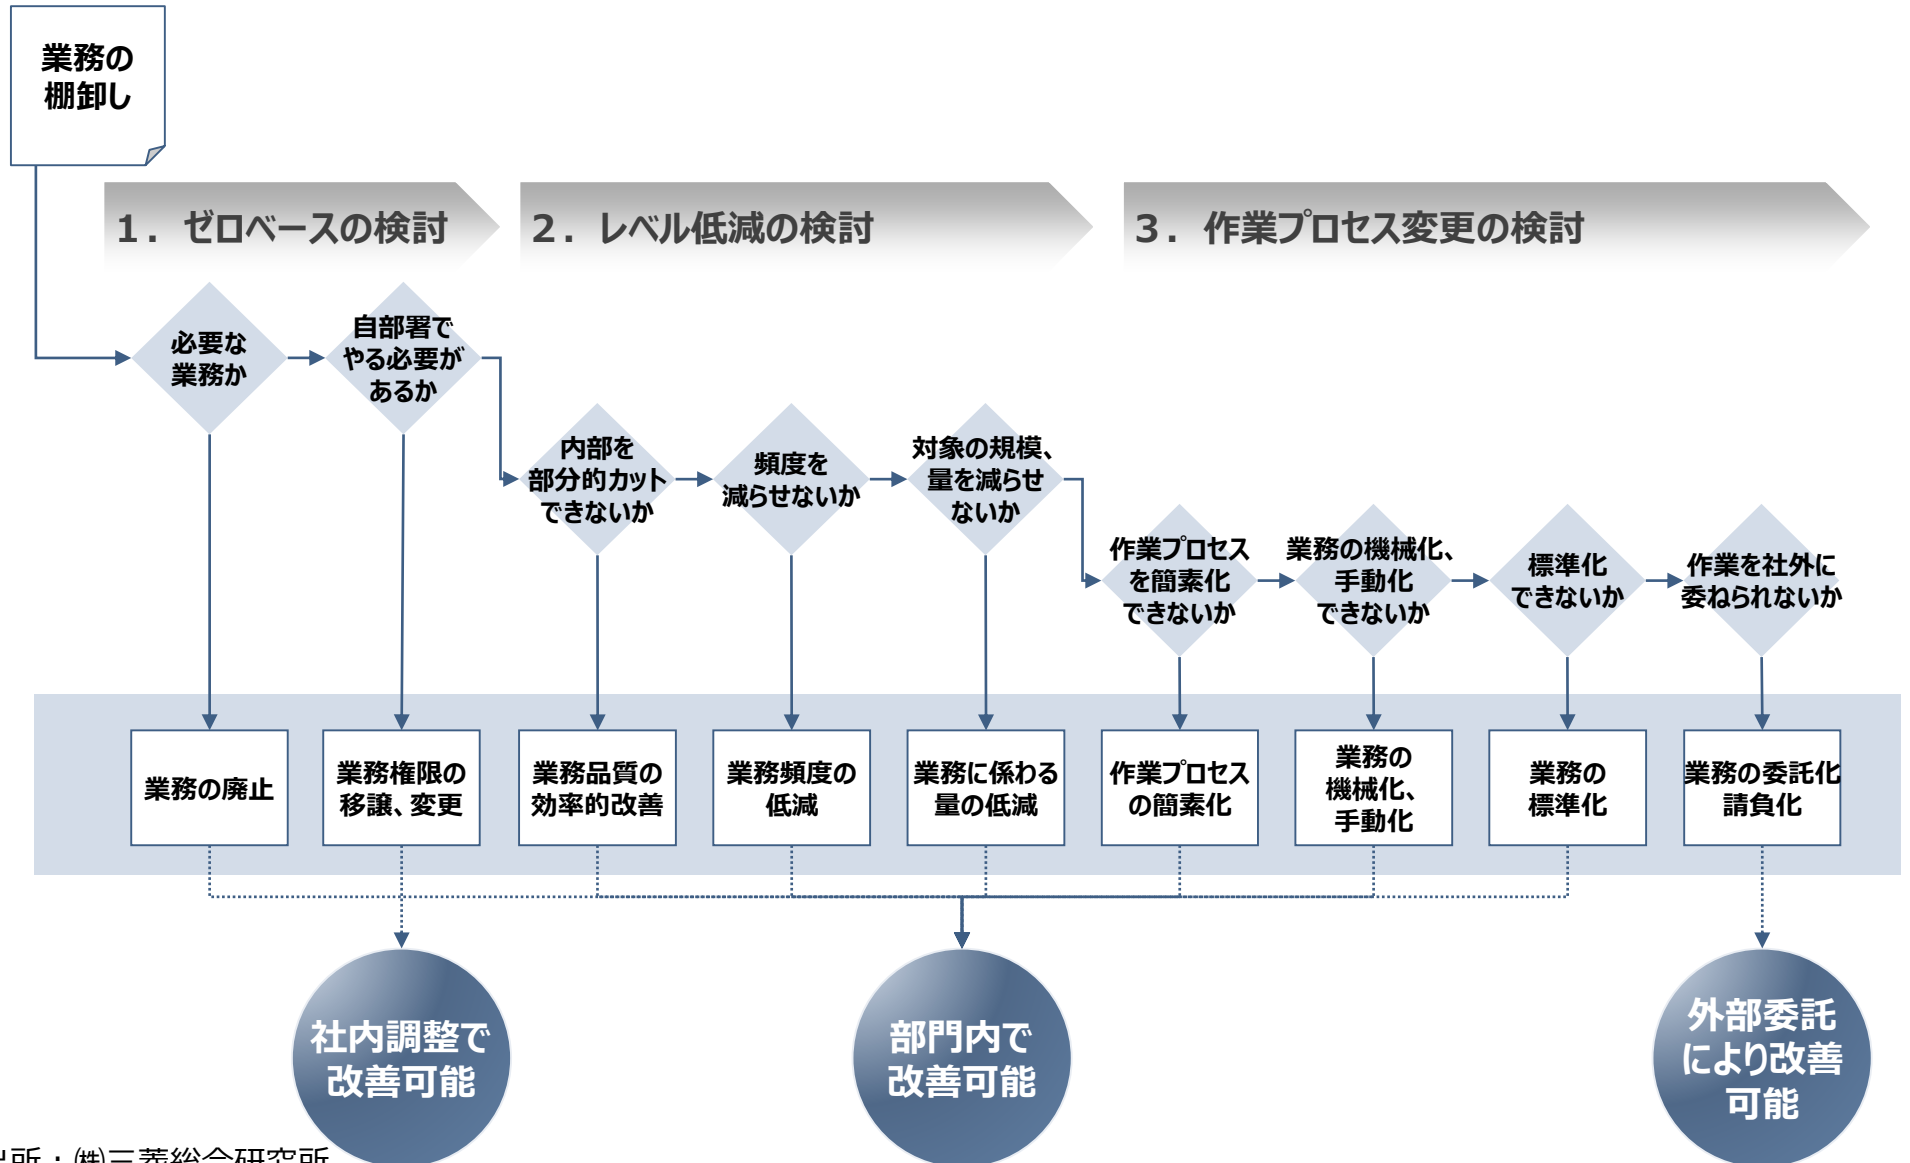 業務の
棚卸し
1．ゼロベースの検討
2．レベル低減の検討
3．作業プロセス変更の検討
必要な
業務か
自部署で
やる必要が
あるか
内部を
部分的カット
できないか
頻度を
減らせないか
対象の規模、
量を減らせ
ないか
作業プロセス
を簡素化
できないか
業務の機械化、
手動化
できないか
標準化
できないか
作業を社外に
委ねられないか
業務の廃止
業務権限の
移譲、変更
業務品質の
効率的改善
業務頻度の
低減
業務に係わる
量の低減
作業プロセス
の簡素化
業務の
機械化、
手動化
業務の
標準化
業務の委託化
請負化
社内調整で
改善可能
部門内で
改善可能
外部委託
により改善
可能
出所：㈱三菱総合研究所